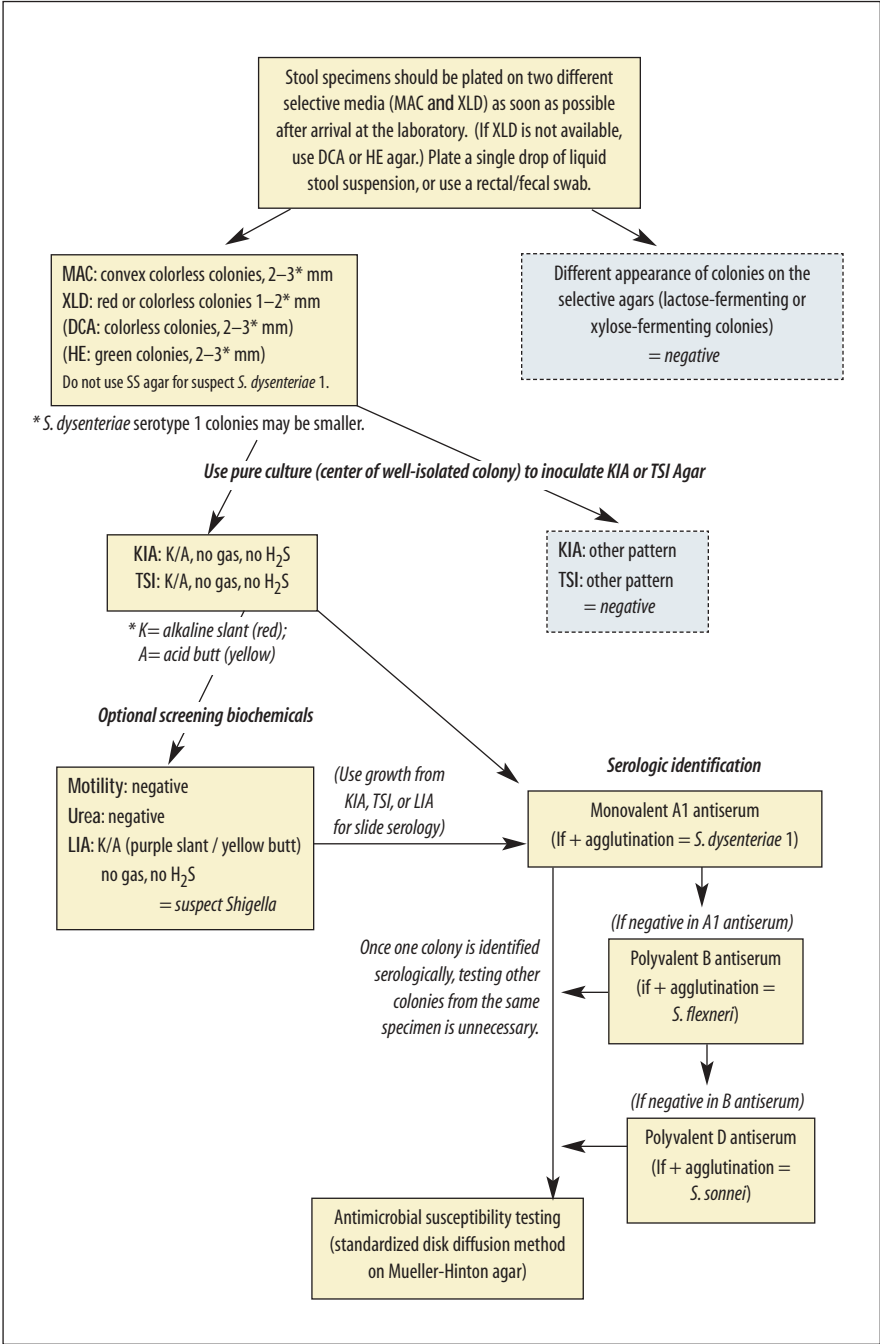 Stool specimens should be plated on two different
selective media (MAC and XLD) as soon as possible
after arrival at the laboratory. (If XLD is not available,
use DCA or HE agar.) Plate a single drop of liquid
stool suspension, or use a rectal/fecal swab.
MAC: convex colorless colonies, 2–3* mm
XLD: red or colorless colonies 1–2* mm
(DCA: colorless colonies, 2–3* mm)
(HE: green colonies, 2–3* mm)
Do not use SS agar for suspect S. dysenteriae 1.
Different appearance of colonies on the
selective agars (lactose-fermenting or
xylose-fermenting colonies)
= negative
* S. dysenteriae serotype 1 colonies may be smaller.
Use pure culture (center of well-isolated colony) to inoculate KIA or TSI Agar
KIA: K/A, no gas, no H₂S
TSI: K/A, no gas, no H₂S
KIA: other pattern
TSI: other pattern
= negative
* K= alkaline slant (red);
A= acid butt (yellow)
Optional screening biochemicals
Motility: negative
Urea: negative
LIA: K/A (purple slant / yellow butt)
no gas, no H₂S
= suspect Shigella
(Use growth from
KIA, TSI, or LIA
for slide serology)
Serologic identification
Monovalent A1 antiserum
(If + agglutination = S. dysenteriae 1)
(If negative in A1 antiserum)
Once one colony is identified
serologically, testing other
colonies from the same
specimen is unnecessary.
Polyvalent B antiserum
(if + agglutination =
S. flexneri)
(If negative in B antiserum)
Polyvalent D antiserum
(If + agglutination =
S. sonnei)
Antimicrobial susceptibility testing
(standardized disk diffusion method
on Mueller-Hinton agar)